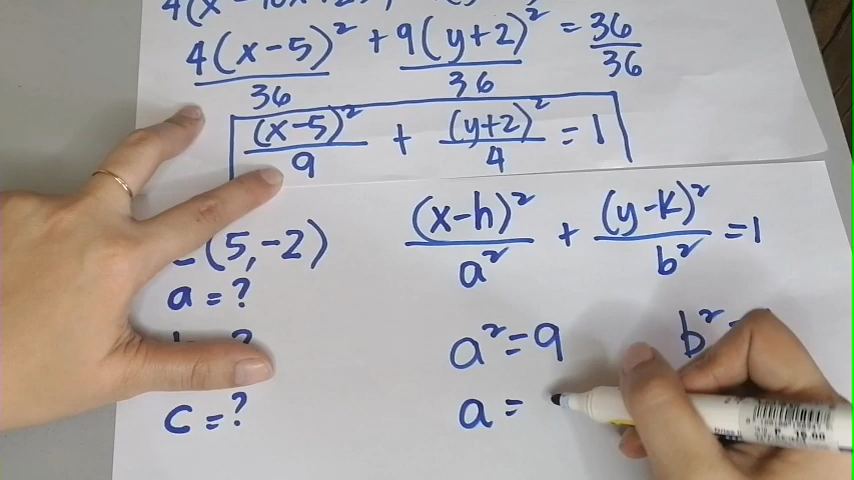 4(x-5)² + 9(y+2)² = 36
36 36 36
(x-5)² + (y+2)² = 1
9 4
(5,-2) (x-h)² + (y-k)² = 1
a² b²
a = ?
a² = 9 b² =
?
c = ? a =